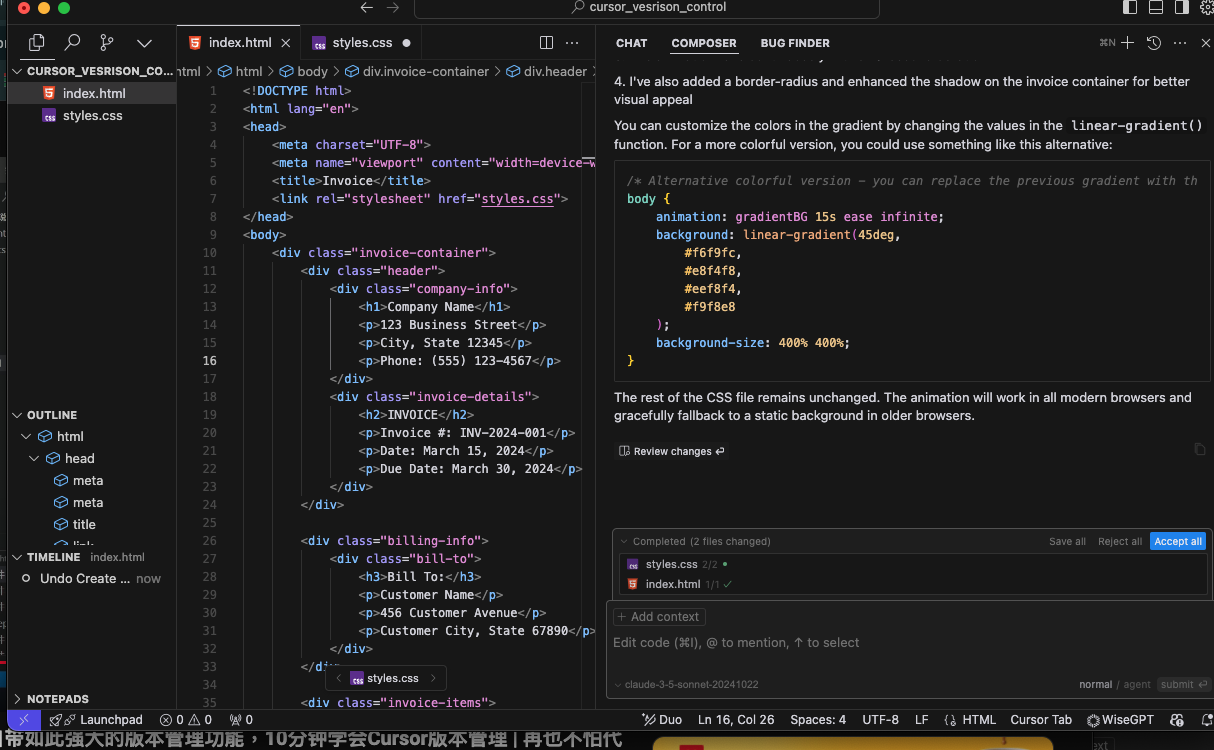 cursor_vesrison_control
CURSOR_VESRISON_CO...
index.html
styles.css
OUTLINE
html
head
meta
meta
title
link
TIMELINE index.html
Undo Create ... now
NOTEPADS
index.html
styles.css
html > html > body > div.invoice-container > div.header >
1 <!DOCTYPE html>
2 <html lang="en">
3 <head>
4 <meta charset="UTF-8">
5 <meta name="viewport" content="width=device-w
6 <title>Invoice</title>
7 <link rel="stylesheet" href="styles.css">
8 </head>
9 <body>
10 <div class="invoice-container">
11 <div class="header">
12 <div class="company-info">
13 <h1>Company Name</h1>
14 <p>123 Business Street</p>
15 <p>City, State 12345</p>
16 <p>Phone: (555) 123-4567</p>
17 </div>
18 <div class="invoice-details">
19 <h2>INVOICE</h2>
20 <p>Invoice #: INV-2024-001</p>
21 <p>Date: March 15, 2024</p>
22 <p>Due Date: March 30, 2024</p>
23 </div>
24 </div>
25
26 <div class="billing-info">
27 <div class="bill-to">
28 <h3>Bill To:</h3>
29 <p>Customer Name</p>
30 <p>456 Customer Avenue</p>
31 <p>Customer City, State 67890</p>
32 </div>
33 </div>
34
35 <div class="invoice-items">
styles.css
CHAT COMPOSER BUG FINDER ⌘N
4. I've also added a border-radius and enhanced the shadow on the invoice container for better
visual appeal
You can customize the colors in the gradient by changing the values in the linear-gradient()
function. For a more colorful version, you could use something like this alternative:
/* Alternative colorful version - you can replace the previous gradient with th
body {
animation: gradientBG 15s ease infinite;
background: linear-gradient(45deg,
#f6f9fc,
#e8f4f8,
#eef8f4,
#f9f8e8
);
background-size: 400% 400%;
}
The rest of the CSS file remains unchanged. The animation will work in all modern browsers and
gracefully fallback to a static background in older browsers.
Review changes ↵
Completed (2 files changed) Save all Reject all Accept all
styles.css 2/2
index.html 1/1 ✓
+ Add context
Edit code (⌘I), @ to mention, ↑ to select
claude-3-5-sonnet-20241022 normal / agent submit ↵
Launchpad 0 0 0 Duo Ln 16, Col 26 Spaces: 4 UTF-8 LF {} HTML Cursor Tab WiseGPT
带如此强大的版本管理功能，10分钟学会Cursor版本管理 | 再也不怕代
ext